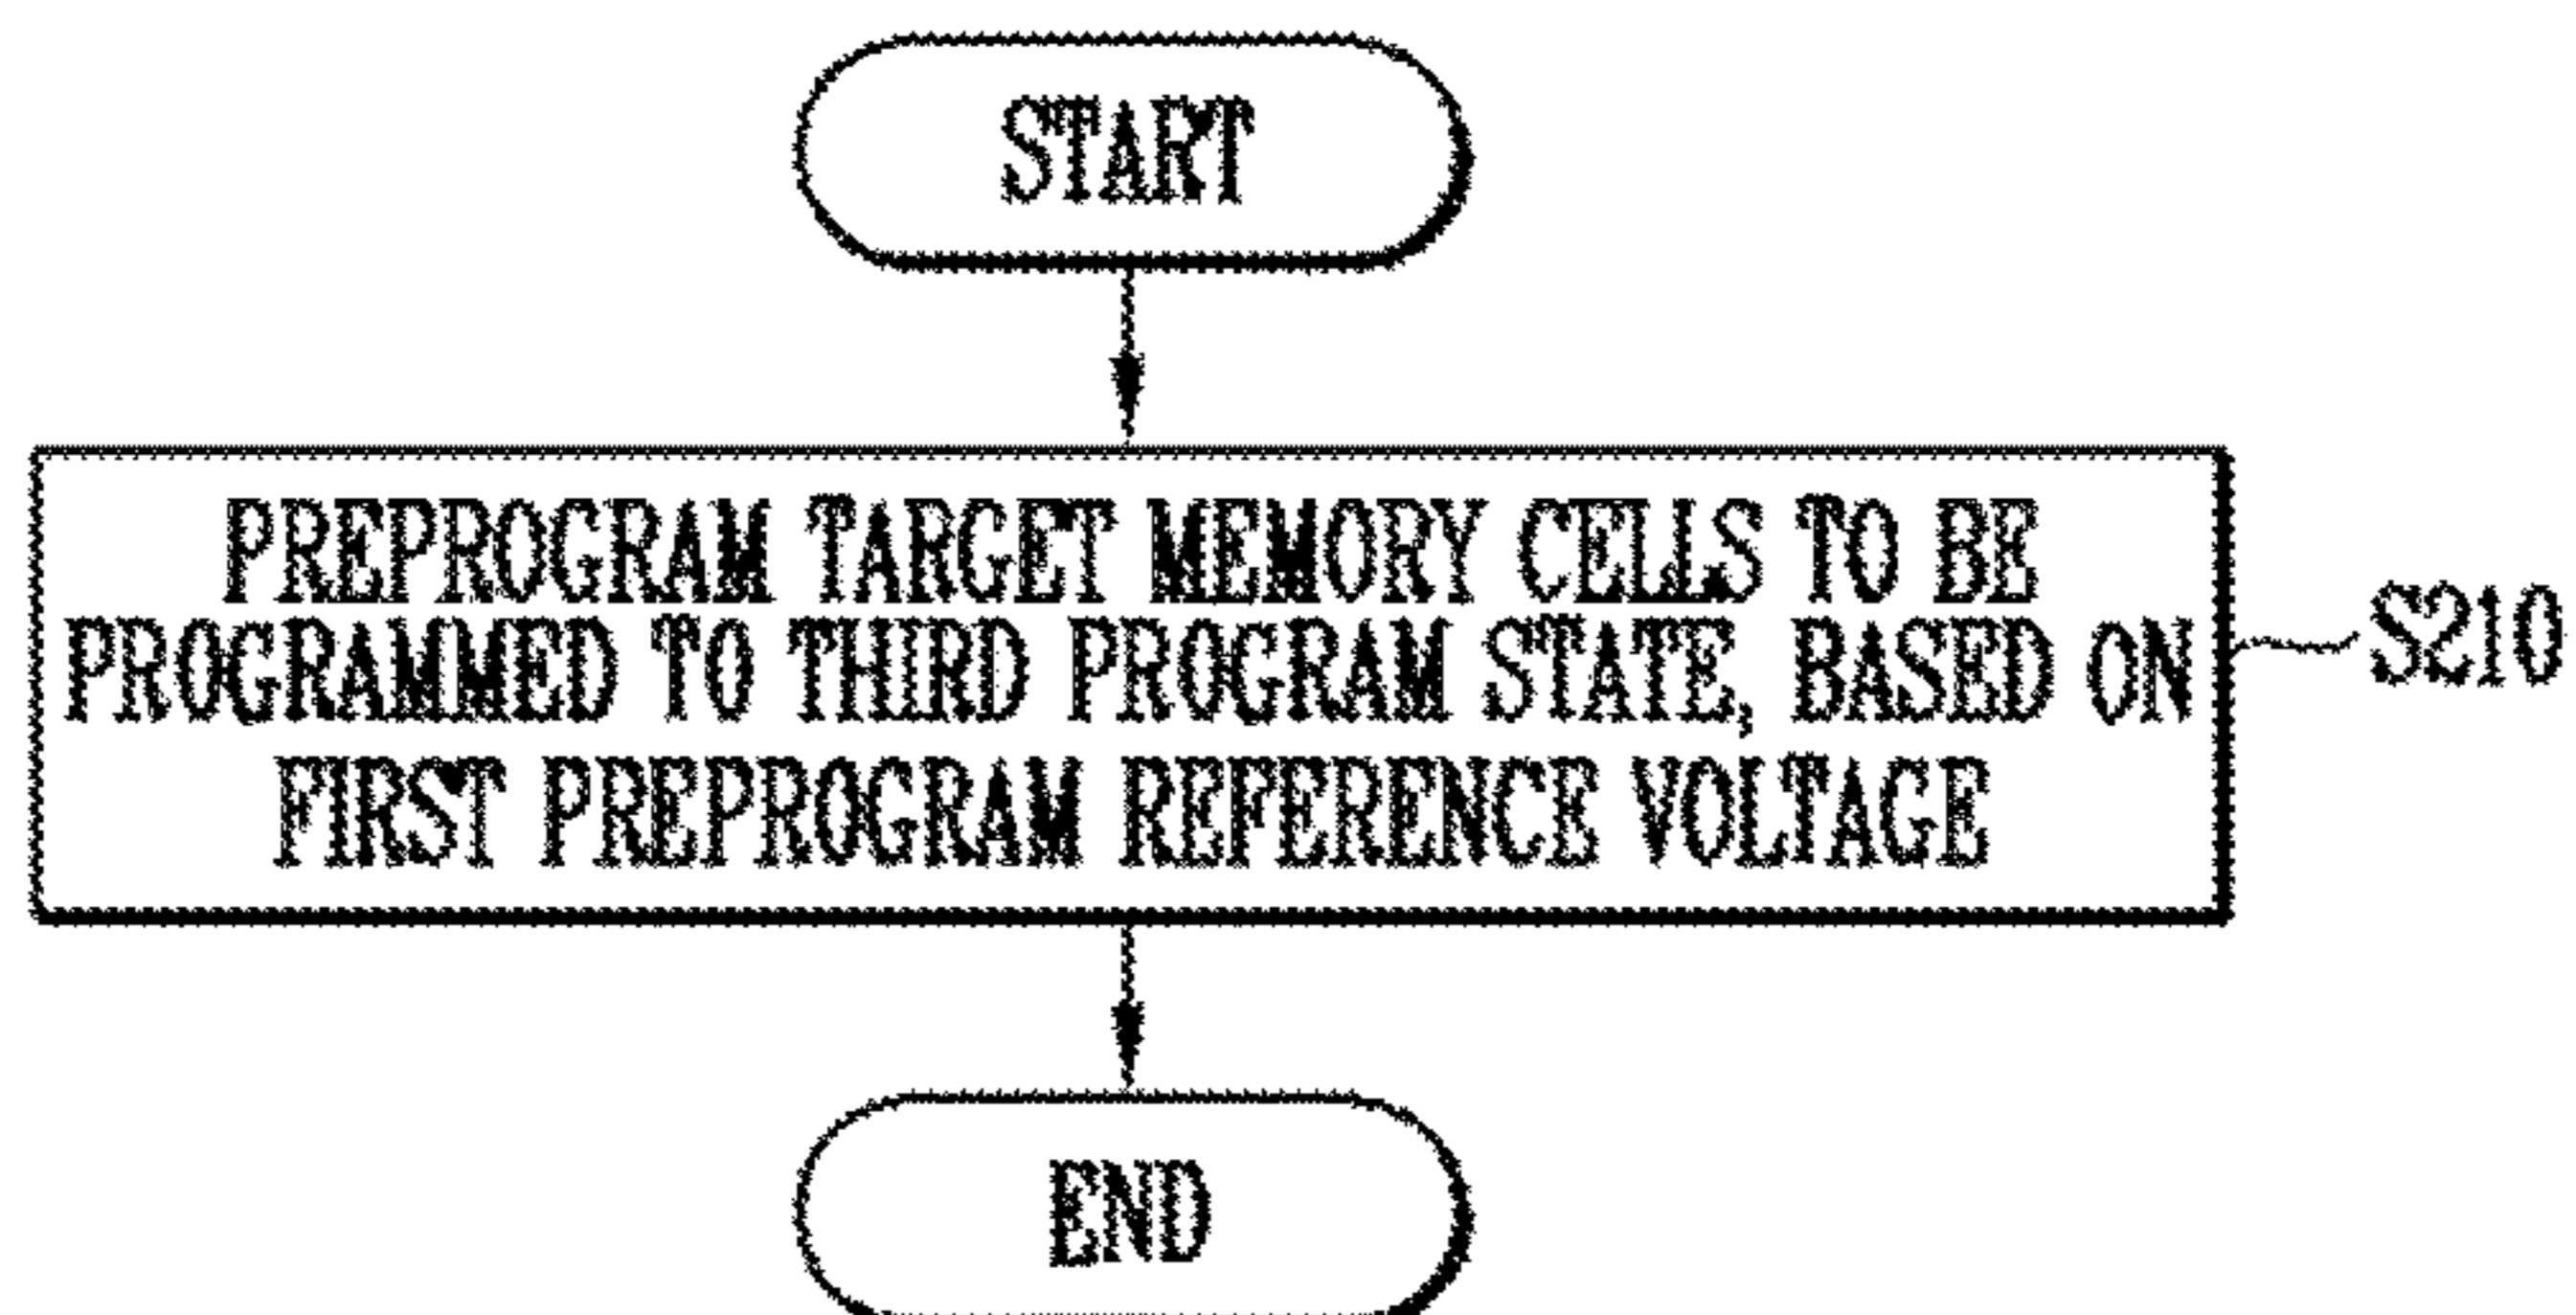 START
PREPROGRAM TARGET MEMORY CELLS TO BE
PROGRAMMED TO THIRD PROGRAM STATE, BASED ON
FIRST PREPROGRAM REFERENCE VOLTAGE
S210
END